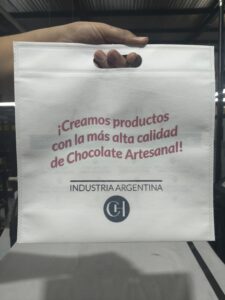 ¡Creamos productos
con la más alta calidad
de Chocolate Artesanal!
INDUSTRIA ARGENTINA